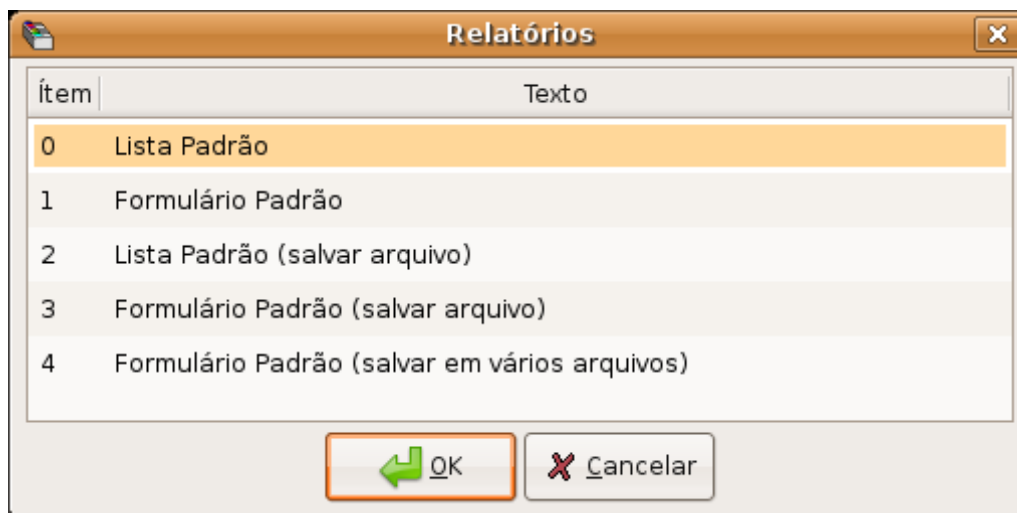 Relatórios
Ítem Texto
0 Lista Padrão
1 Formulário Padrão
2 Lista Padrão (salvar arquivo)
3 Formulário Padrão (salvar arquivo)
4 Formulário Padrão (salvar em vários arquivos)
OK Cancelar